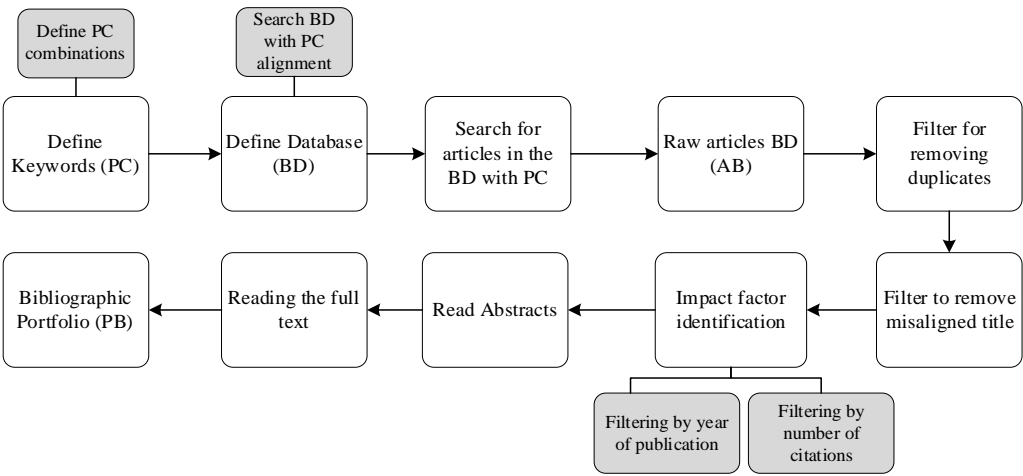 Define PC
combinations
Search BD
with PC
alignment
Define
Keywords (PC)
Define Database
(BD)
Search for
articles in the
BD with PC
Raw articles BD
(AB)
Filter for
removing
duplicates
Bibliographic
Portfolio (PB)
Reading the full
text
Read Abstracts
Impact factor
identification
Filter to remove
misaligned title
Filtering by year
of publication
Filtering by
number of
citations